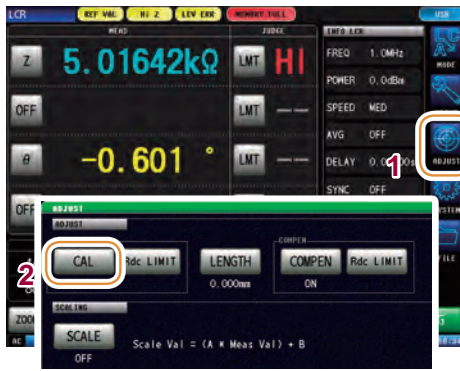 LCR REF VAL Hi Z LEV ERR MEMORY FULL USB
MEAS JUDGE INFO LCR
Z 5.01642kΩ LMT HI FREQ 1.0MHz MODE
POWER 0.0dBm
OFF LMT -- SPEED MED
AVG OFF
θ -0.601 ° LMT -- DELAY 1 ADJUST
SYNC OFF
OFF
ADJUST
ADJUST
COMPEN
2 CAL Rdc LIMIT LENGTH COMPEN Rdc LIMIT
0.000mm ON
SCALING
SCALE Scale Val = (A * Meas Val) + B
OFF
ZOO
AC